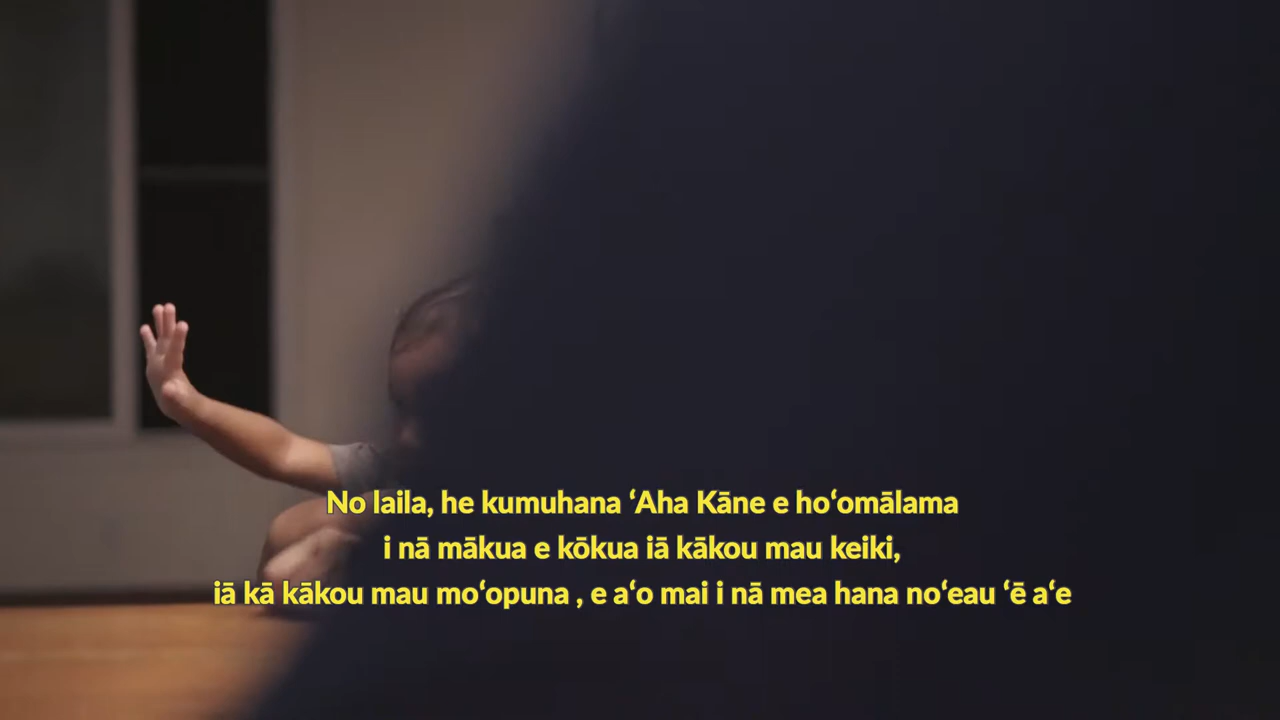 No laila, he kumuhana ʻAha Kāne e hoʻomālama
i nā mākua e kōkua iā kākou mau keiki,
iā kā kākou mau moʻopuna , e aʻo mai i nā mea hana noʻeau ʻē aʻe